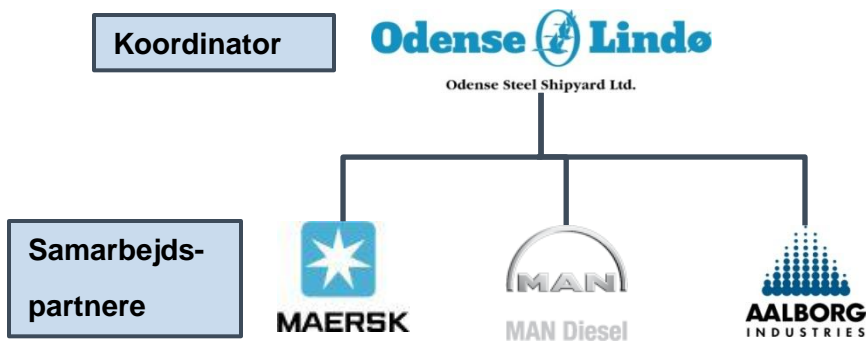 Koordinator
Odense Lindø
Odense Steel Shipyard Ltd.
Samarbejds-
partnere
MAERSK
MAN
MAN Diesel
AALBORG
INDUSTRIES